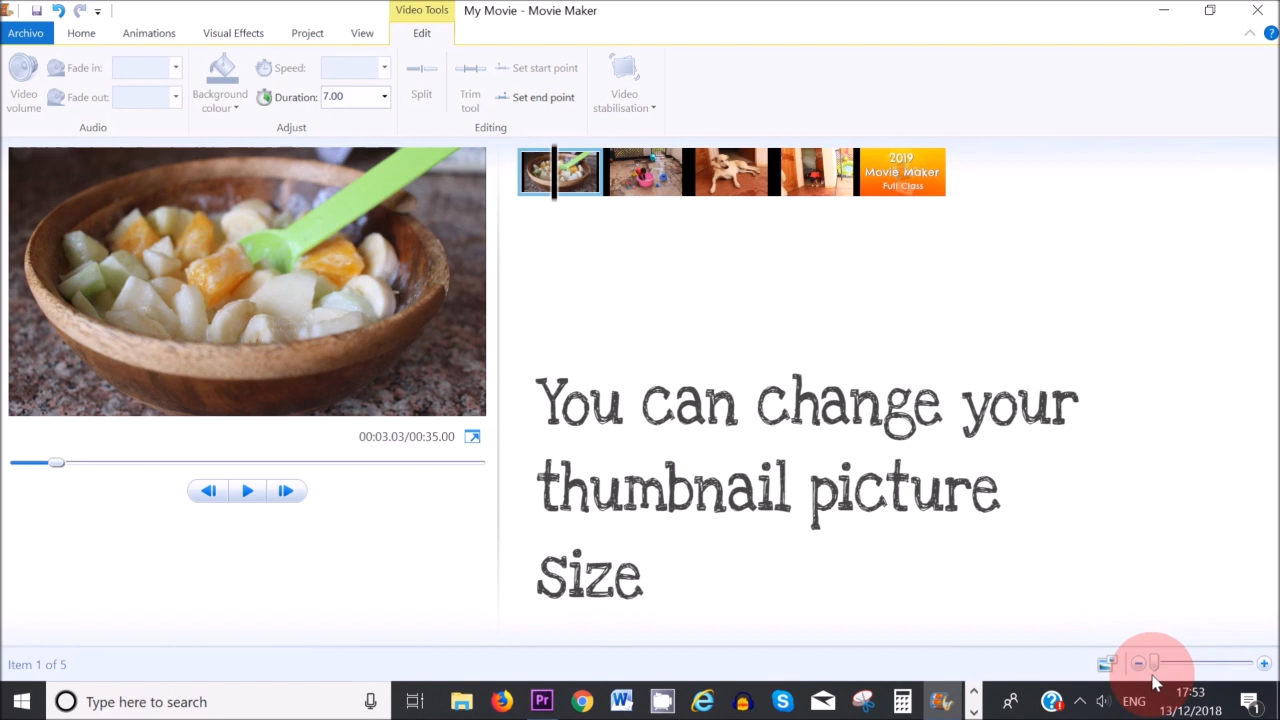 Video Tools
My Movie - Movie Maker
Archivo
Home
Animations
Visual Effects
Project
View
Edit
Video
volume
Fade in:
Fade out:
Audio
Background
colour
Speed:
Duration: 7.00
Adjust
Split
Trim
tool
Set start point
Set end point
Editing
Video
stabilisation
2019
Movie Maker
Full Class
00:03.03/00:35.00
You can change your
thumbnail picture
size
Item 1 of 5
Type here to search
Pr
ENG
17:53
13/12/2018
1